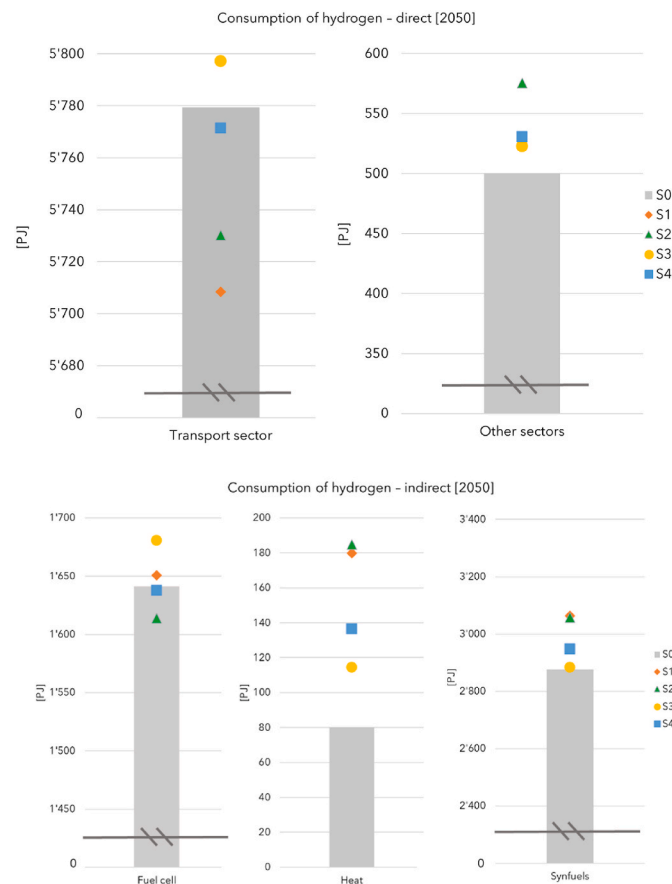 Consumption of hydrogen – direct [2050]
5'800
5'780
5'760
5'740
5'720
5'700
5'680
0
[PJ]
Transport sector
600
550
500
450
400
350
0
[PJ]
Other sectors
S0
S1
S2
S3
S4
Consumption of hydrogen – indirect [2050]
1'700
1'650
1'600
1'550
1'500
1'450
0
[PJ]
Fuel cell
200
180
160
140
120
100
80
60
40
20
0
[PJ]
Heat
3'400
3'200
3'000
2'800
2'600
2'400
0
[PJ]
Synfuels
S0
S1
S2
S3
S4